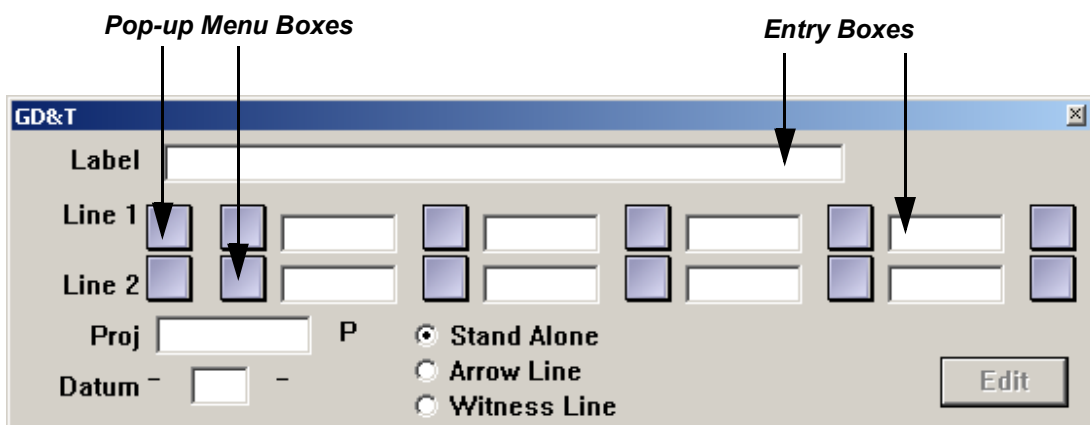 Pop-up Menu Boxes
Entry Boxes
GD&T
Label
Line 1
Line 2
Proj P
Datum - -
Stand Alone
Arrow Line
Witness Line
Edit